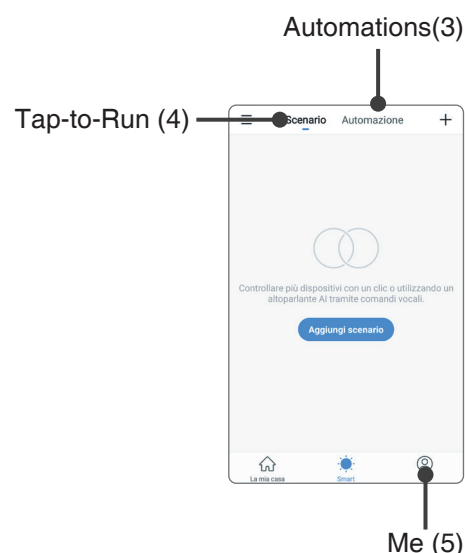 Automations(3)
Tap-to-Run (4)
Scenario Automazione
Controllare più dispositivi con un clic o utilizzando un
altoparlante AI tramite comandi vocali.
Aggiungi scenario
La mia casa Smart
Me (5)